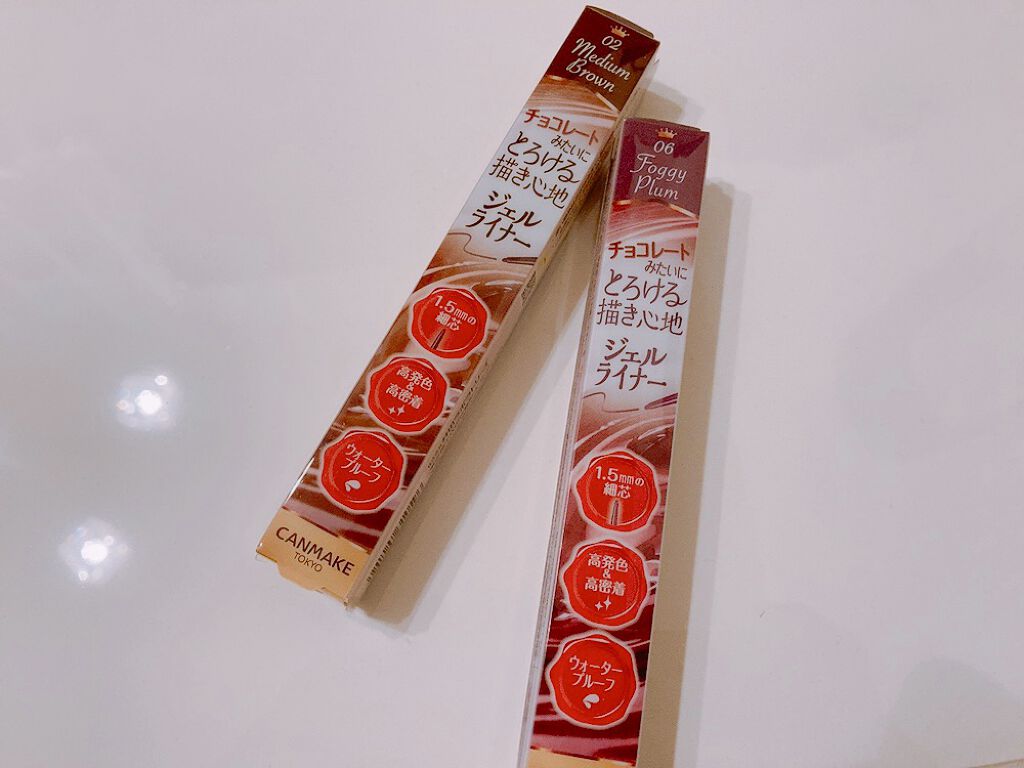 02
Medium
Brown
チョコレート
みたいに
とろける
描き心地
ジェル
ライナー
1.5mmの
細芯
高発色
&
高密着
ウォーター
プルーフ
CANMAKE
TOKYO
06
Foggy
Plum
チョコレート
みたいに
とろける
描き心地
ジェル
ライナー
1.5mmの
細芯
高発色
&
高密着
ウォーター
プルーフ